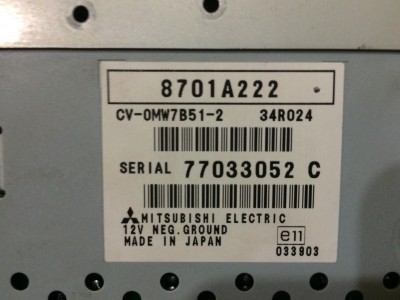 8701A222
CV-0MW7B51-2 34R024
SERIAL 77033052 C
MITSUBISHI ELECTRIC
12V NEG. GROUND
MADE IN JAPAN
e11
033903